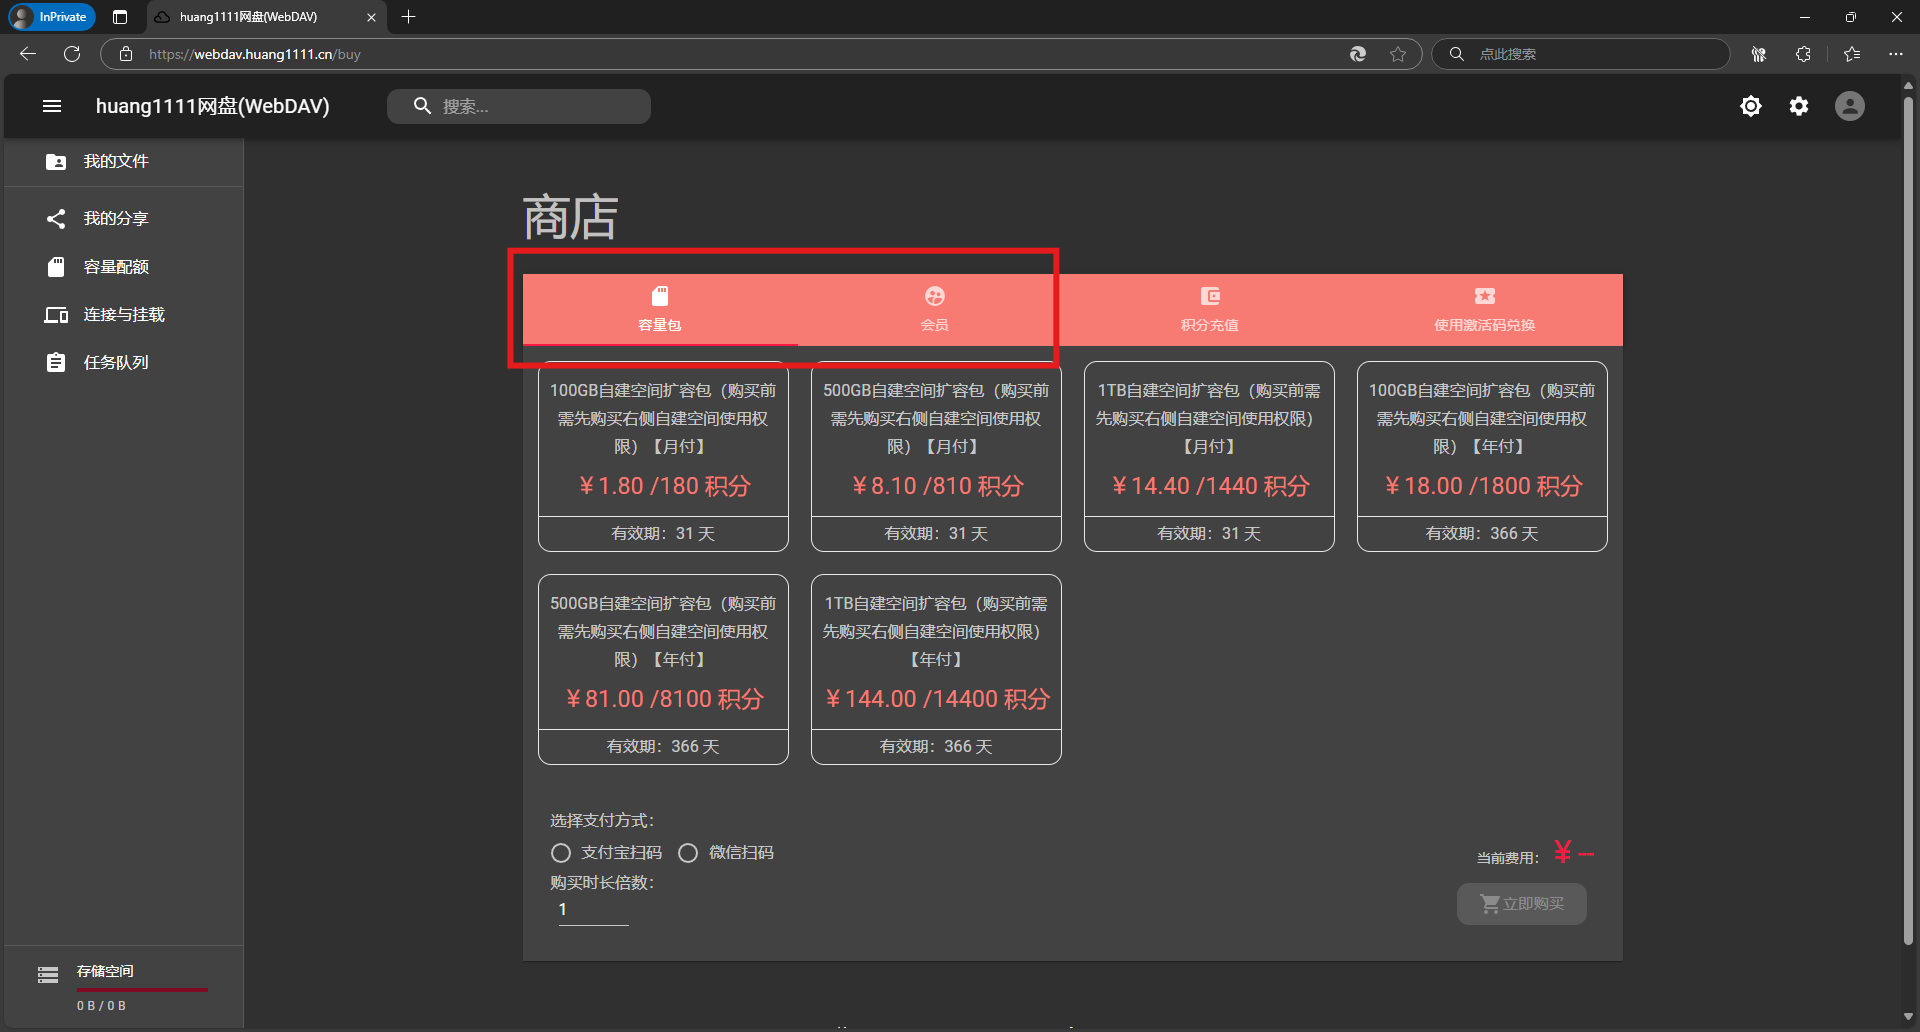 InPrivate
huang1111网盘(WebDAV)
https://webdav.huang1111.cn/buy
点此搜索
huang1111网盘(WebDAV)
搜索...
我的文件
我的分享
容量配额
连接与挂载
任务队列
存储空间
0 B / 0 B
商店
容量包
会员
积分充值
使用激活码兑换
100GB自建空间扩容包（购买前
需先购买右侧自建空间使用权
限）【月付】
￥1.80 /180 积分
有效期：31 天
500GB自建空间扩容包（购买前
需先购买右侧自建空间使用权
限）【月付】
￥8.10 /810 积分
有效期：31 天
1TB自建空间扩容包（购买前需
先购买右侧自建空间使用权限）
【月付】
￥14.40 /1440 积分
有效期：31 天
100GB自建空间扩容包（购买前
需先购买右侧自建空间使用权
限）【年付】
￥18.00 /1800 积分
有效期：366 天
500GB自建空间扩容包（购买前
需先购买右侧自建空间使用权
限）【年付】
￥81.00 /8100 积分
有效期：366 天
1TB自建空间扩容包（购买前需
先购买右侧自建空间使用权限）
【年付】
￥144.00 /14400 积分
有效期：366 天
选择支付方式：
支付宝扫码
微信扫码
购买时长倍数：
1
当前费用：
￥--
立即购买